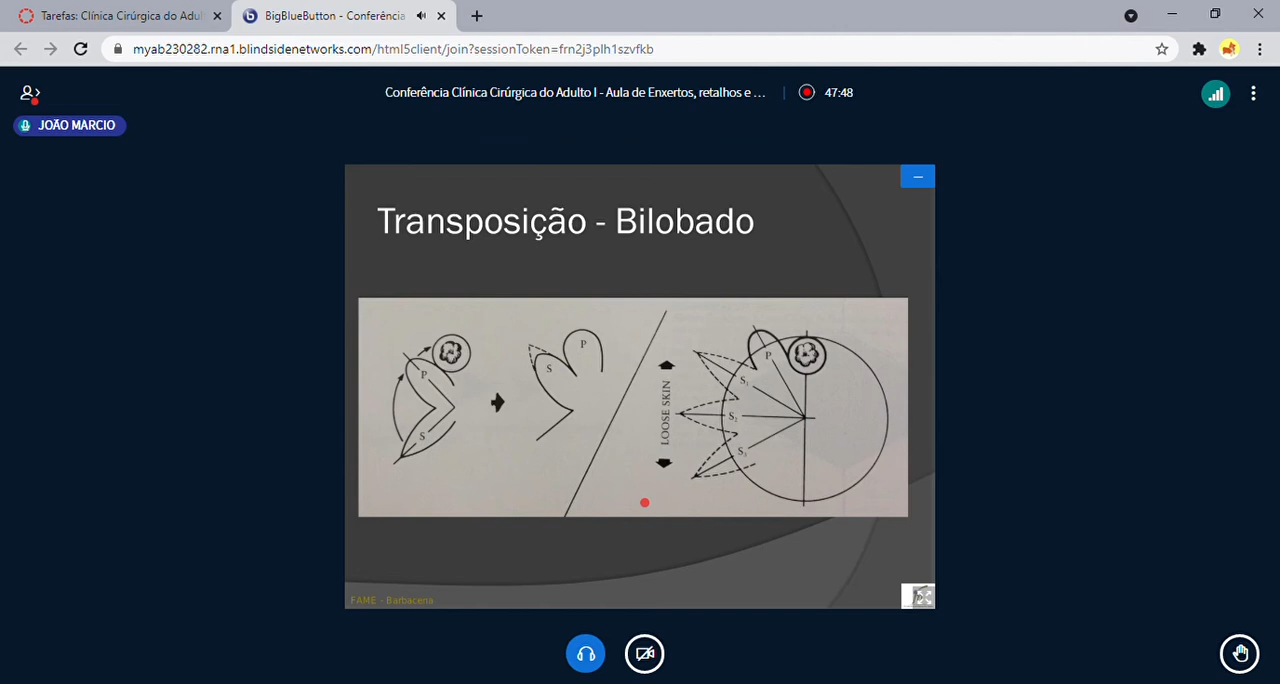 Tarefas: Clínica Cirúrgica do Adul
BigBlueButton - Conferência
myab230282.rna1.blindsidenetworks.com/html5client/join?sessionToken=frn2j3plh1szvfkb
Conferência Clínica Cirúrgica do Adulto I - Aula de Enxertos, retalhos e ...
47:48
JOÃO MARCIO
Transposição - Bilobado
P
S
P
S
LOOSE SKIN
P
S1
S2
S3
FAME - Barbacena